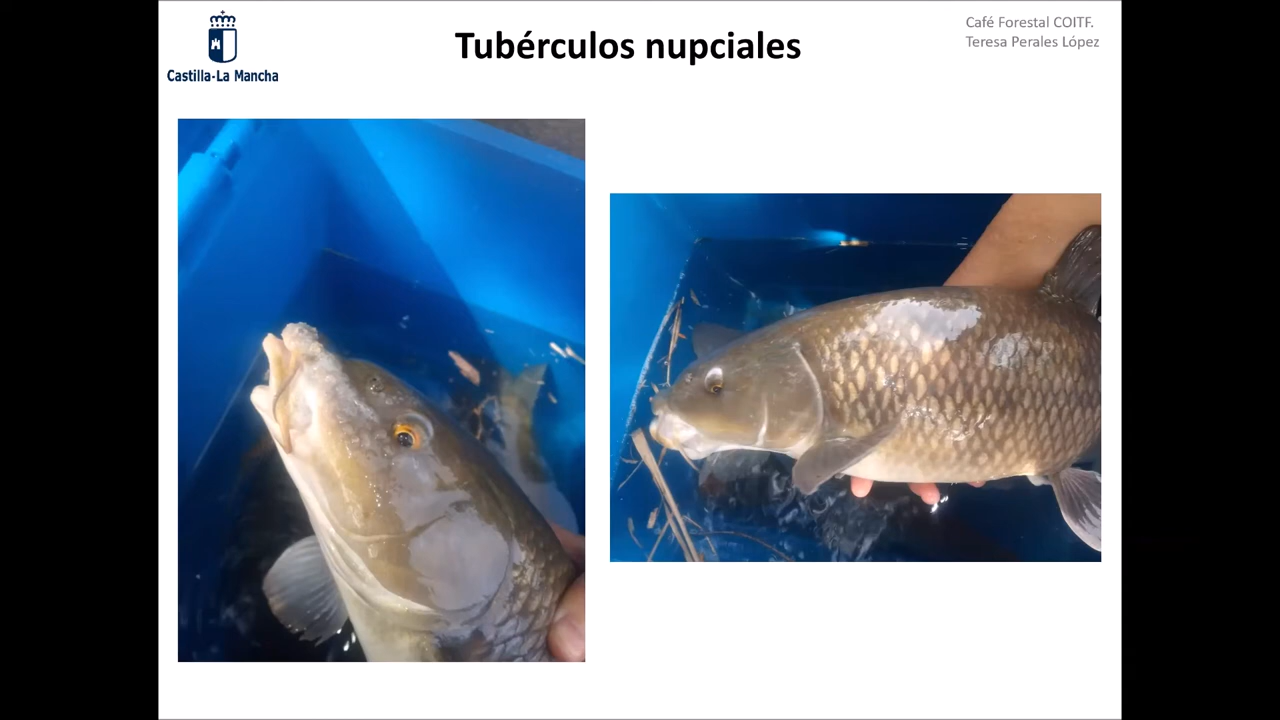 Castilla-La Mancha
Tubérculos nupciales
Café Forestal COITF.
Teresa Perales López